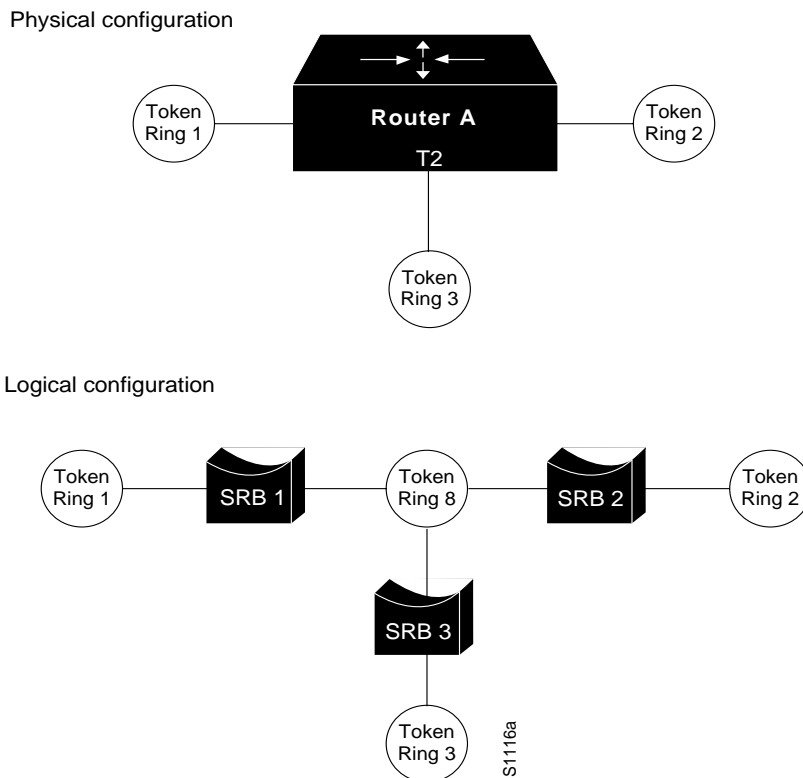 Physical configuration
Token
Ring 1
Router A
T2
Token
Ring 2
Token
Ring 3
Logical configuration
Token
Ring 1
SRB 1
Token
Ring 8
SRB 2
Token
Ring 2
SRB 3
Token
Ring 3
S1116a